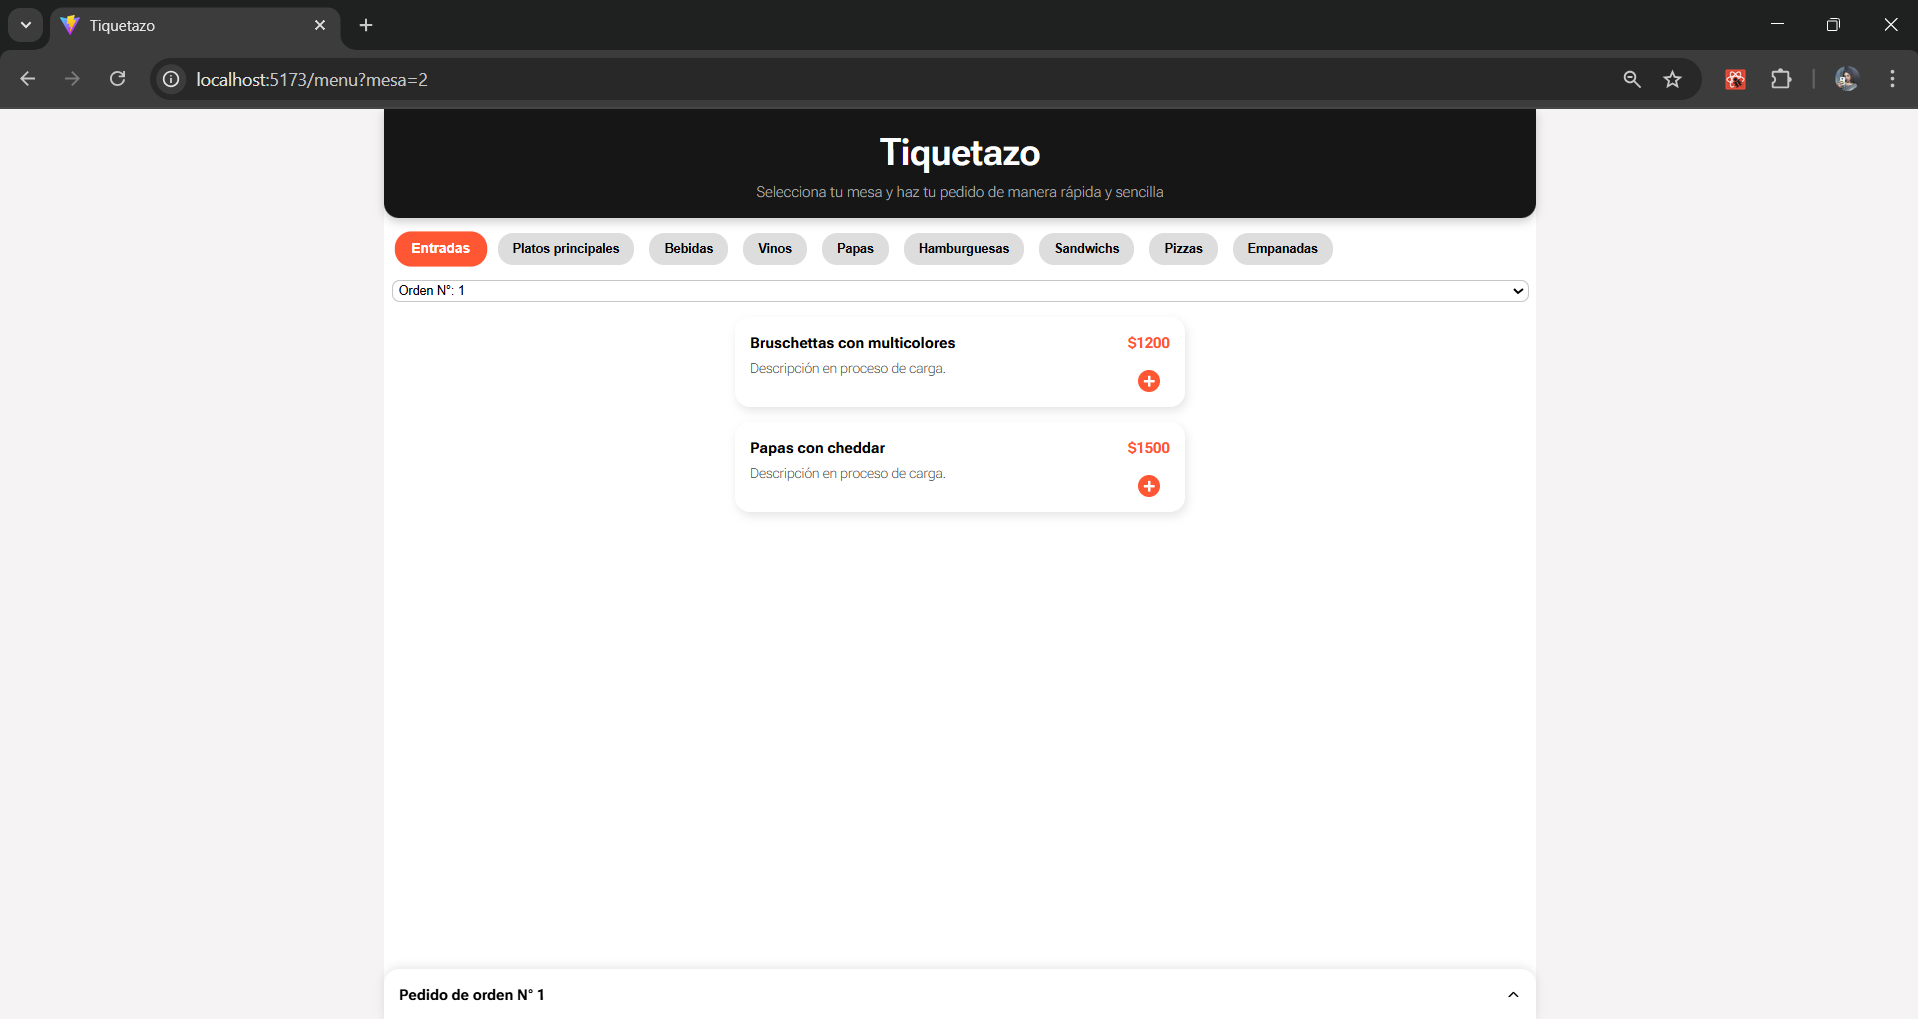 Tiquetazo
localhost:5173/menu?mesa=2
Tiquetazo
Selecciona tu mesa y haz tu pedido de manera rápida y sencilla
Entradas Platos principales Bebidas Vinos Papas Hamburguesas Sandwichs Pizzas Empanadas
Orden N°: 1
Bruschettas con multicolores $1200
Descripción en proceso de carga.
Papas con cheddar $1500
Descripción en proceso de carga.
Pedido de orden N° 1